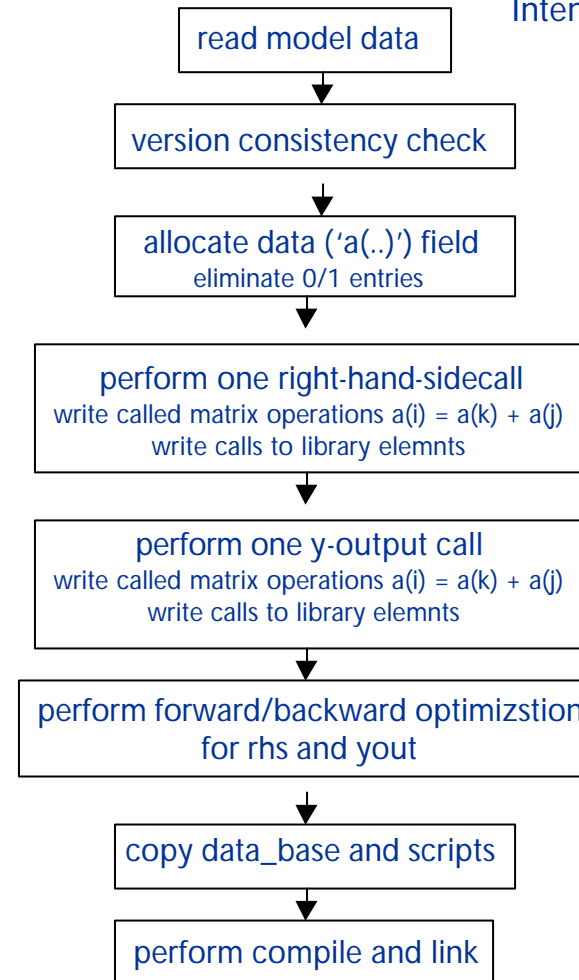 Inter
read model data
version consistency check
allocate data (‘a(..)’) field
eliminate 0/1 entries
perform one right-hand-sidecall
write called matrix operations a(i) = a(k) + a(j)
write calls to library elemnts
perform one y-output call
write called matrix operations a(i) = a(k) + a(j)
write calls to library elemnts
perform forward/backward optimizstion
for rhs and yout
copy data_base and scripts
perform compile and link